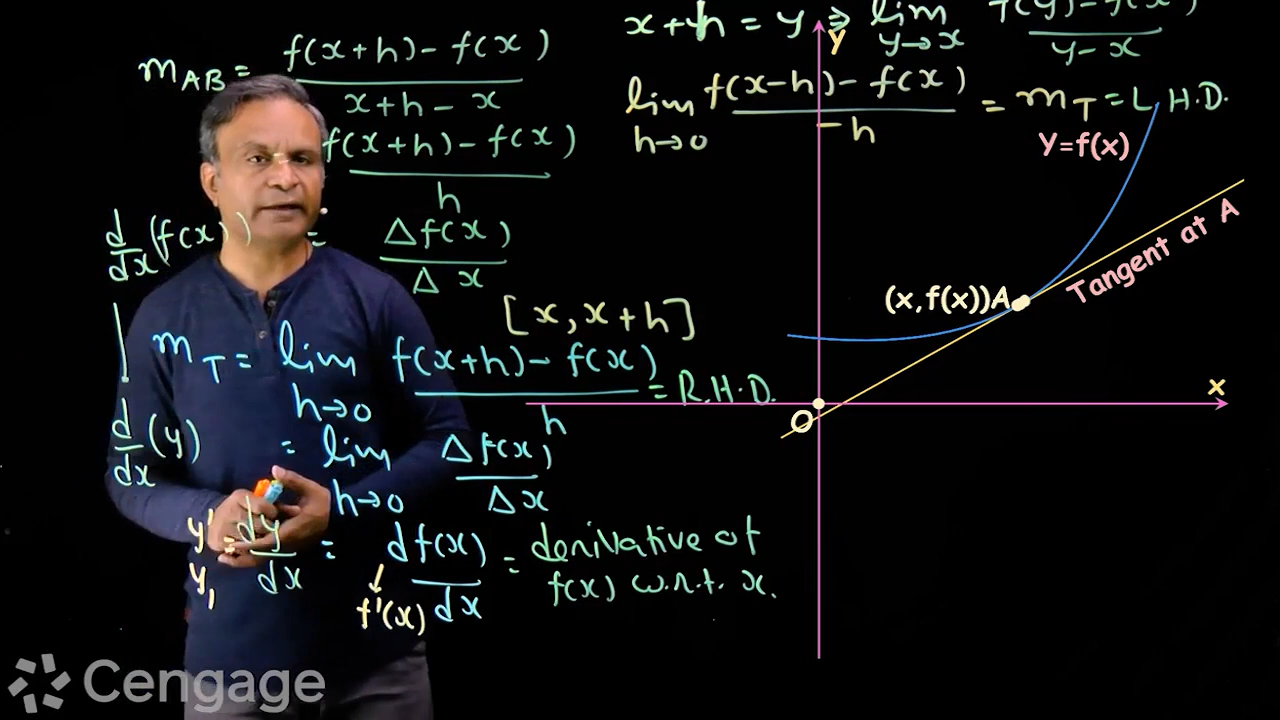 m_AB = (f(x+h) - f(x)) / (x+h - x)
(f(x+h) - f(x)) / h
d/dx (f(x)) = Δf(x) / Δx
[x, x+h]
m_T = lim h→0 (f(x+h) - f(x)) / h = R.H.D.
d/dx (y) = lim h→0 Δf(x) / Δx
y' = dy/dx = d f(x) / dx = derivative of
f(x) w.r.t. x.
y₁
f'(x)
x+h = y ⇒ lim y→x (f(y) - f(x)) / (y - x)
lim h→0 (f(x-h) - f(x)) / -h = m_T = L.H.D.
y
Y=f(x)
Tangent at A
(x,f(x))A
x
O
Cengage